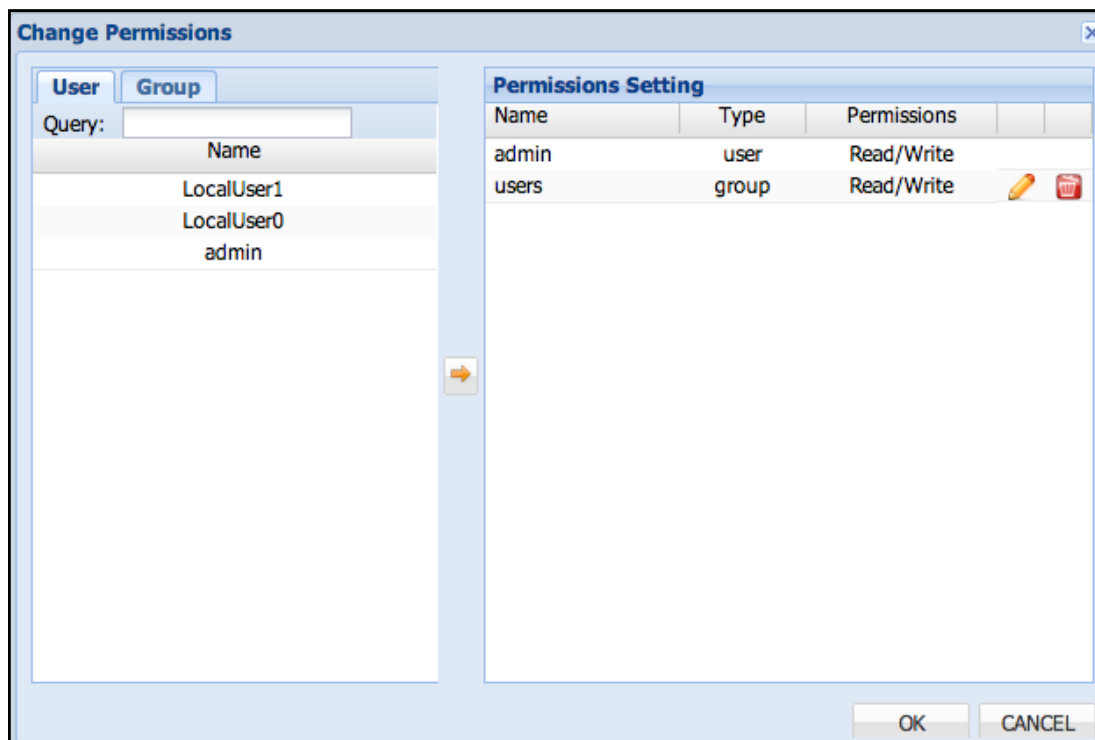 Change Permissions
User Group
Query:
Name
LocalUser1
LocalUser0
admin
Permissions Setting
Name Type Permissions
admin user Read/Write
users group Read/Write
OK CANCEL